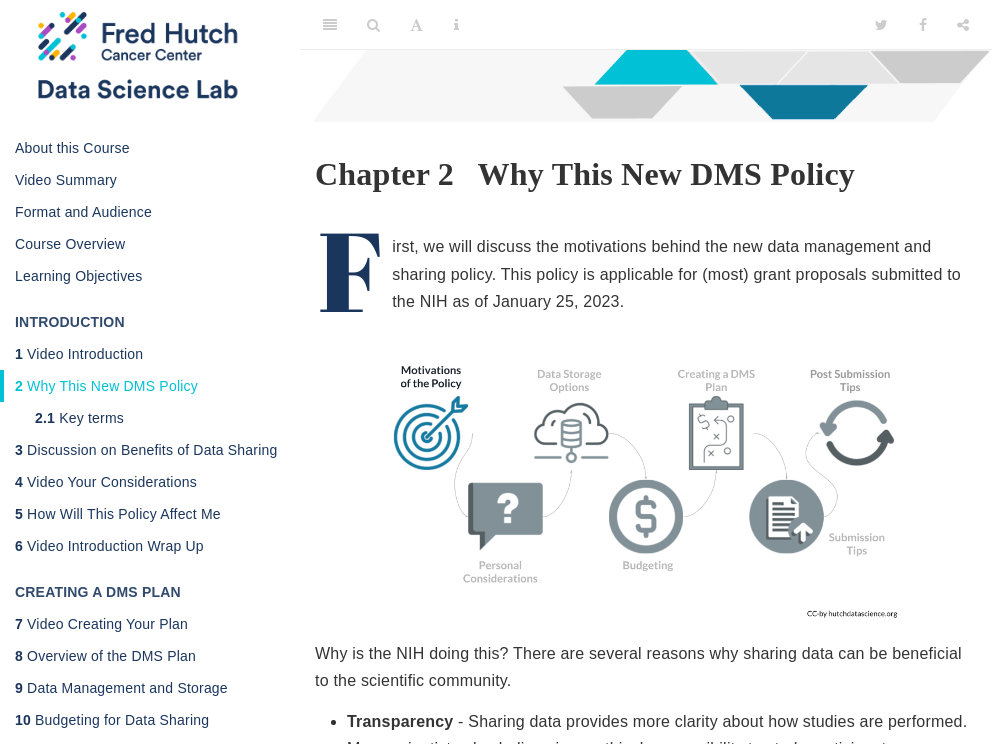 Fred Hutch
Cancer Center
Data Science Lab
About this Course
Video Summary
Format and Audience
Course Overview
Learning Objectives
INTRODUCTION
1 Video Introduction
2 Why This New DMS Policy
2.1 Key terms
3 Discussion on Benefits of Data Sharing
4 Video Your Considerations
5 How Will This Policy Affect Me
6 Video Introduction Wrap Up
CREATING A DMS PLAN
7 Video Creating Your Plan
8 Overview of the DMS Plan
9 Data Management and Storage
10 Budgeting for Data Sharing
Chapter 2 Why This New DMS Policy
First, we will discuss the motivations behind the new data management and
sharing policy. This policy is applicable for (most) grant proposals submitted to
the NIH as of January 25, 2023.
Motivations
of the Policy
Data Storage
Options
Creating a DMS
Plan
Post Submission
Tips
Personal
Considerations
Budgeting
Submission
Tips
CC-by hutchdatascience.org
Why is the NIH doing this? There are several reasons why sharing data can be beneficial
to the scientific community.
• Transparency - Sharing data provides more clarity about how studies are performed.